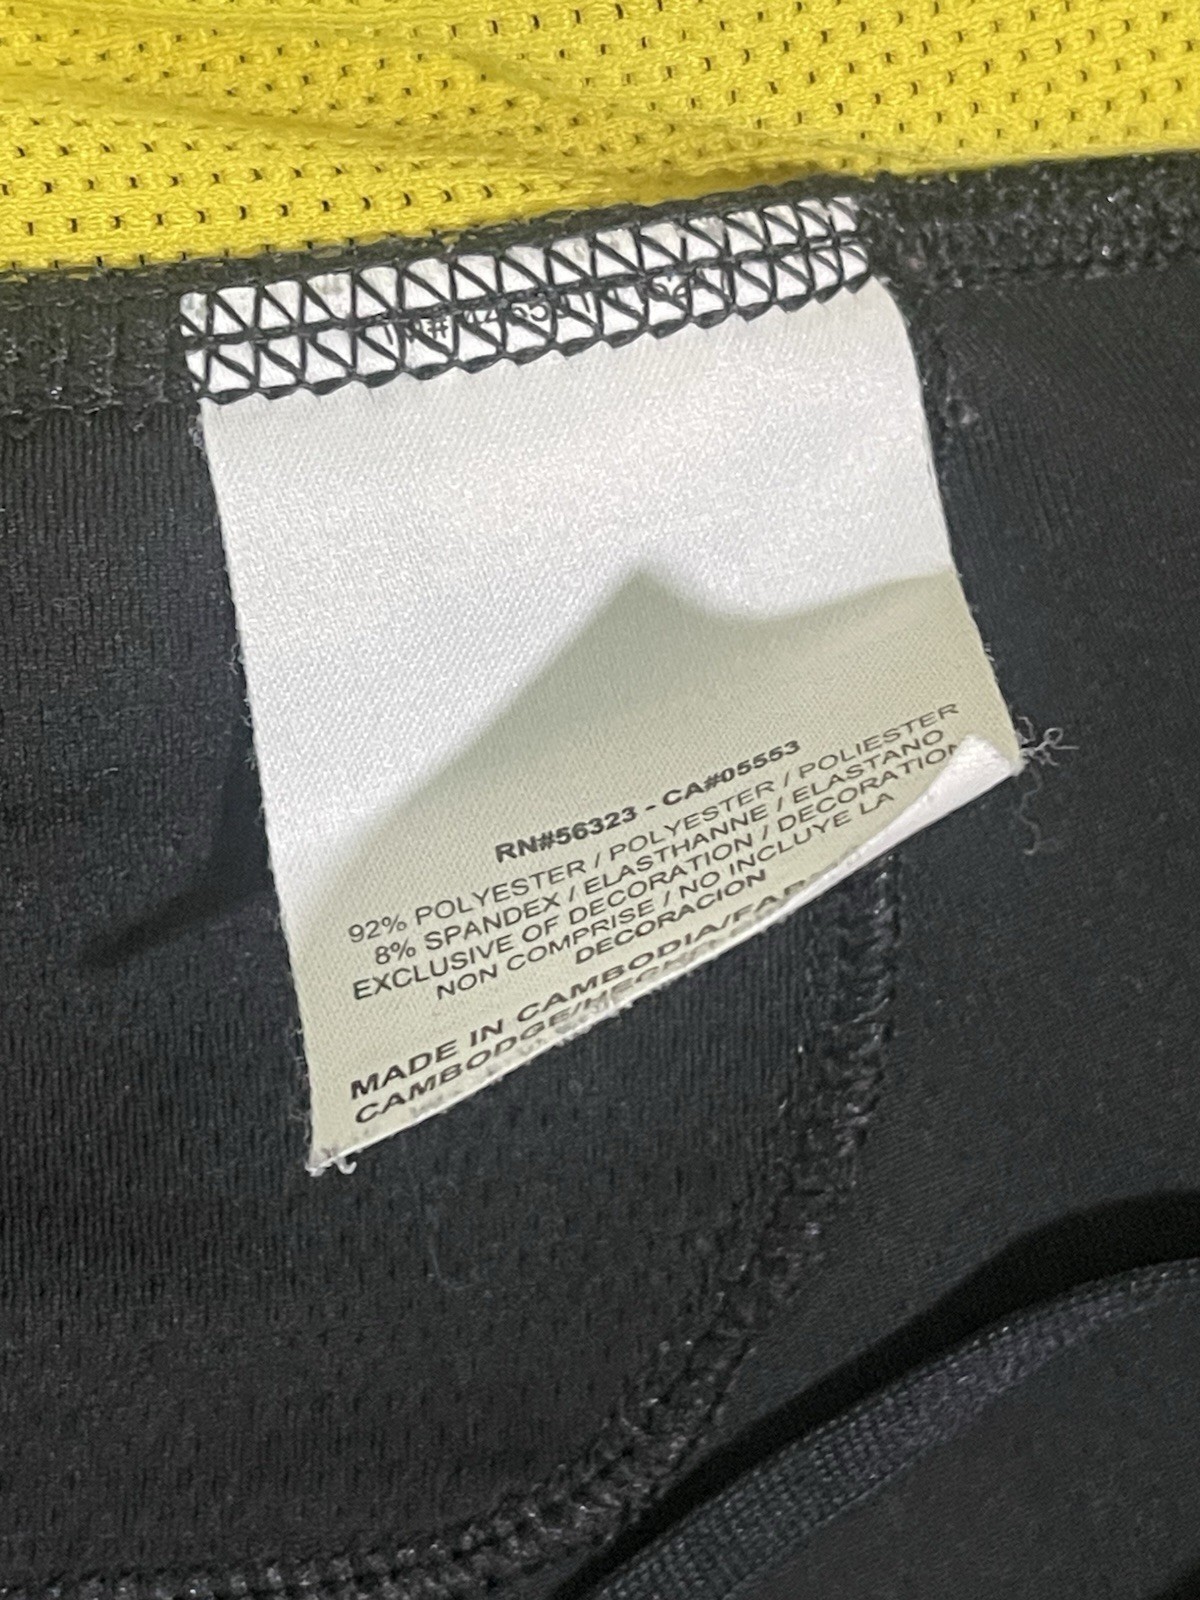 RN#56323 - CA#05553
92% POLYESTER / POLYESTER / POLIESTER
8% SPANDEX / ELASTHANNE / ELASTANO
EXCLUSIVE OF DECORATION / DECORATION
NON COMPRISE / NO INCLUYE LA
DECORACION
MADE IN CAMBODIA/
CAMBODGE/